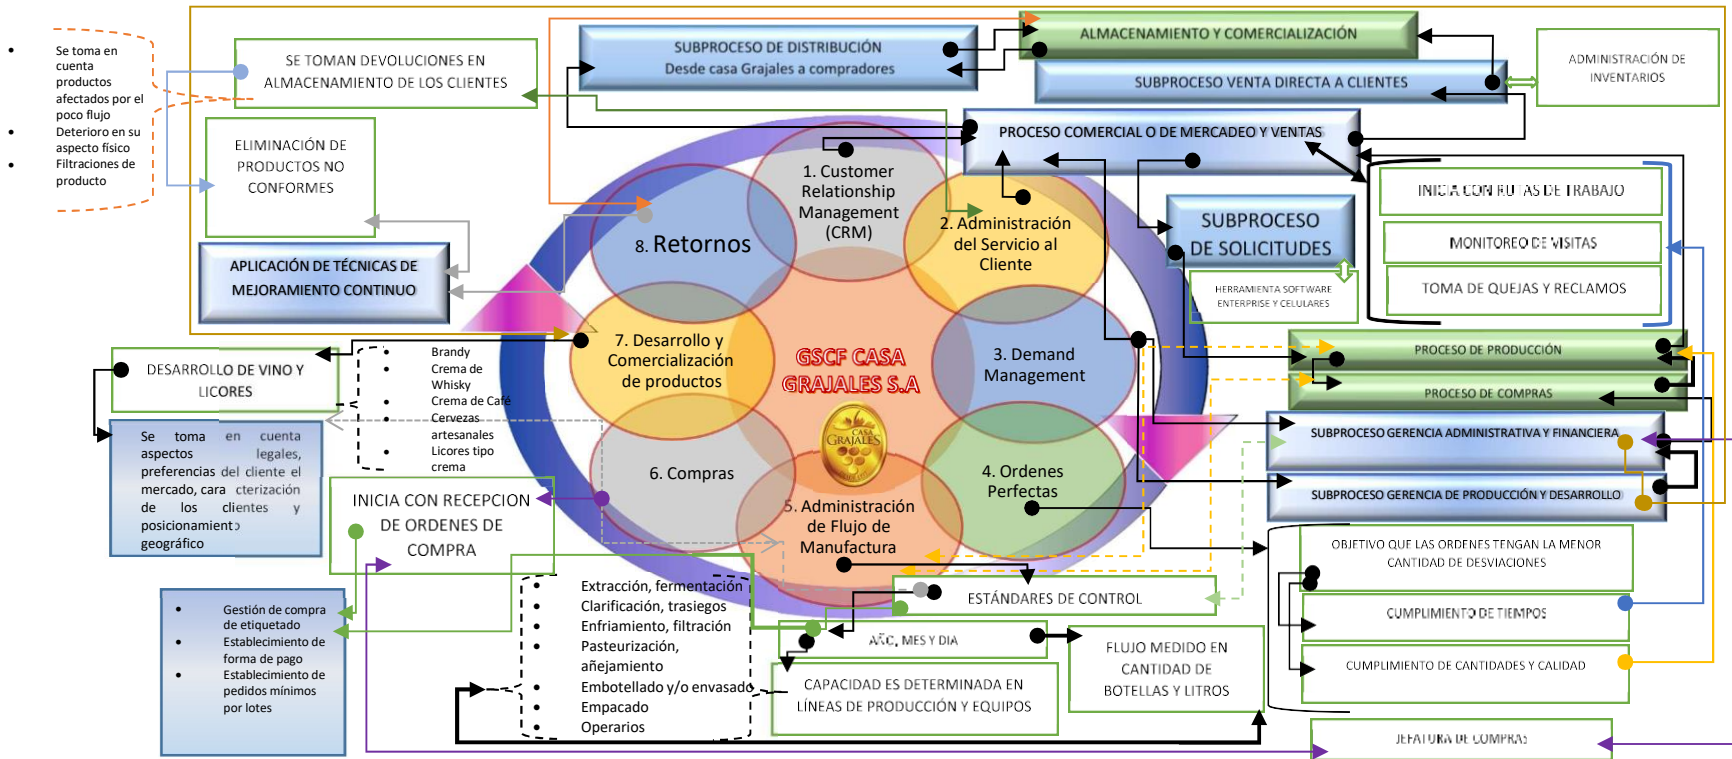 • Se toma en
cuenta
productos
afectados por el
poco flujo
• Deterioro en su
aspecto físico
• Filtraciones de
producto
SE TOMAN DEVOLUCIONES EN
ALMACENAMIENTO DE LOS CLIENTES
ELIMINACIÓN DE
PRODUCTOS NO
CONFORMES
APLICACIÓN DE TÉCNICAS DE
MEJORAMIENTO CONTINUO
SUBPROCESO DE DISTRIBUCIÓN
Desde casa Grajales a compradores
ALMACENAMIENTO Y COMERCIALIZACIÓN
SUBPROCESO VENTA DIRECTA A CLIENTES
ADMINISTRACIÓN DE
INVENTARIOS
PROCESO COMERCIAL O DE MERCADEO Y VENTAS
INICIA CON RUTAS DE TRABAJO
MONITOREO DE VISITAS
TOMA DE QUEJAS Y RECLAMOS
SUBPROCESO
DE SOLICITUDES
HERRAMIENTA SOFTWARE
ENTERPRISE Y CELULARES
1. Customer
Relationship
Management
(CRM)
2. Administración
del Servicio al
Cliente
3. Demand
Management
4. Ordenes
Perfectas
5. Administración
de Flujo de
Manufactura
6. Compras
7. Desarrollo y
Comercialización
de productos
8. Retornos
GSCF CASA
GRAJALES S.A
CASA
GRAJALES
PROCESO DE PRODUCCIÓN
PROCESO DE COMPRAS
SUBPROCESO GERENCIA ADMINISTRATIVA Y FINANCIERA
SUBPROCESO GERENCIA DE PRODUCCIÓN Y DESARROLLO
DESARROLLO DE VINO Y
LICORES
• Brandy
• Crema de
Whisky
• Crema de Café
• Cervezas
artesanales
• Licores tipo
crema
Se toma en cuenta
aspectos legales,
preferencias del cliente el
mercado, cara cterización
de los clientes y
posicionamiento
geográfico
INICIA CON RECEPCION
DE ORDENES DE
COMPRA
• Gestión de compra
de etiquetado
• Establecimiento de
forma de pago
• Establecimiento de
pedidos mínimos
por lotes
• Extracción, fermentación
• Clarificación, trasiegos
• Enfriamiento, filtración
• Pasteurización,
añejamiento
• Embotellado y/o envasado
• Empacado
• Operarios
ESTÁNDARES DE CONTROL
AÑO, MES Y DIA
CAPACIDAD ES DETERMINADA EN
LÍNEAS DE PRODUCCIÓN Y EQUIPOS
FLUJO MEDIDO EN
CANTIDAD DE
BOTELLAS Y LITROS
OBJETIVO QUE LAS ORDENES TENGAN LA MENOR
CANTIDAD DE DESVIACIONES
CUMPLIMIENTO DE TIEMPOS
CUMPLIMIENTO DE CANTIDADES Y CALIDAD
JEFATURA DE COMPRAS